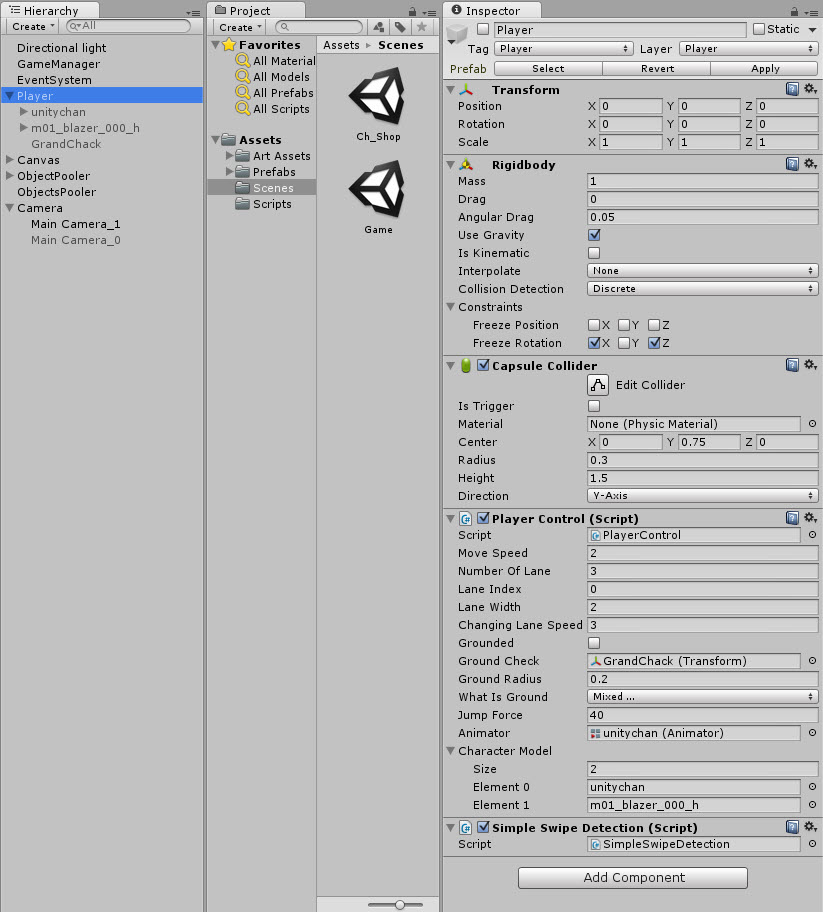 Hierarchy
Create
All
Directional light
GameManager
EventSystem
Player
unitychan
m01_blazer_000_h
GrandChack
Canvas
ObjectPooler
ObjectsPooler
Camera
Main Camera_1
Main Camera_0
Project
Create
Favorites
All Material
All Models
All Prefabs
All Scripts
Assets
Art Assets
Prefabs
Scenes
Scripts
Assets Scenes
Ch_Shop
Game
Inspector
Player Static
Tag Player Layer Player
Prefab Select Revert Apply
Transform
Position X 0 Y 0 Z 0
Rotation X 0 Y 0 Z 0
Scale X 1 Y 1 Z 1
Rigidbody
Mass 1
Drag 0
Angular Drag 0.05
Use Gravity
Is Kinematic
Interpolate None
Collision Detection Discrete
Constraints
Freeze Position X Y Z
Freeze Rotation X Y Z
Capsule Collider
Edit Collider
Is Trigger
Material None (Physic Material)
Center X 0 Y 0.75 Z 0
Radius 0.3
Height 1.5
Direction Y-Axis
C# Player Control (Script)
Script PlayerControl
Move Speed 2
Number Of Lane 3
Lane Index 0
Lane Width 2
Changing Lane Speed 3
Grounded
Ground Check GrandChack (Transform)
Ground Radius 0.2
What Is Ground Mixed ...
Jump Force 40
Animator unitychan (Animator)
Character Model
Size 2
Element 0 unitychan
Element 1 m01_blazer_000_h
C# Simple Swipe Detection (Script)
Script SimpleSwipeDetection
Add Component